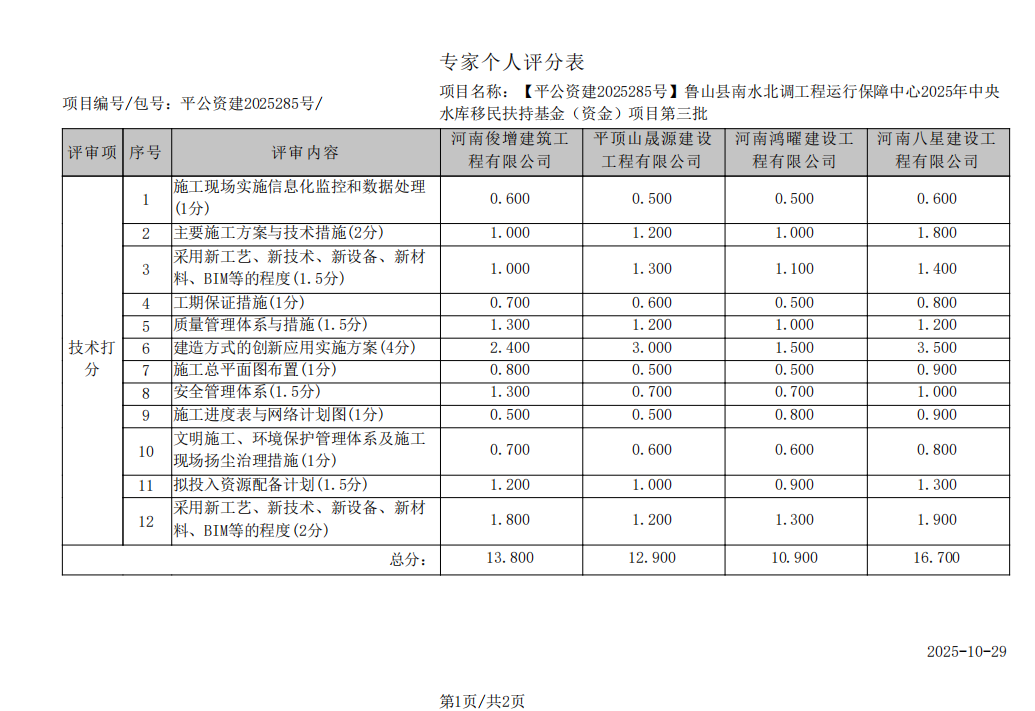 专家个人评分表
项目编号/包号: 平公资建2025285号/
项目名称: 【平公资建2025285号】鲁山县南水北调工程运行保障中心2025年中央
水库移民扶持基金（资金）项目第三批
评审项 序号 评审内容 河南俊增建筑工 平顶山晟源建设 河南鸿曜建设工 河南八星建设工
程有限公司 工程有限公司 程有限公司 程有限公司
施工现场实施信息化监控和数据处理
1 (1分) 0.600 0.500 0.500 0.600
2 主要施工方案与技术措施(2分) 1.000 1.200 1.000 1.800
采用新工艺、新技术、新设备、新材
3 料、BIM等的程度(1.5分) 1.000 1.300 1.100 1.400
4 工期保证措施(1分) 0.700 0.600 0.500 0.800
5 质量管理体系与措施(1.5分) 1.300 1.200 1.000 1.200
技术打
分
6 建造方式的创新应用实施方案(4分) 2.400 3.000 1.500 3.500
7 施工总平面图布置(1分) 0.800 0.500 0.500 0.900
8 安全管理体系(1.5分) 1.300 0.700 0.700 1.000
9 施工进度表与网络计划图(1分) 0.500 0.500 0.800 0.900
文明施工、环境保护管理体系及施工
10 现场扬尘治理措施(1分) 0.700 0.600 0.600 0.800
11 拟投入资源配备计划(1.5分) 1.200 1.000 0.900 1.300
采用新工艺、新技术、新设备、新材
12 料、BIM等的程度(2分) 1.800 1.200 1.300 1.900
总分: 13.800 12.900 10.900 16.700
2025-10-29
第1页/共2页